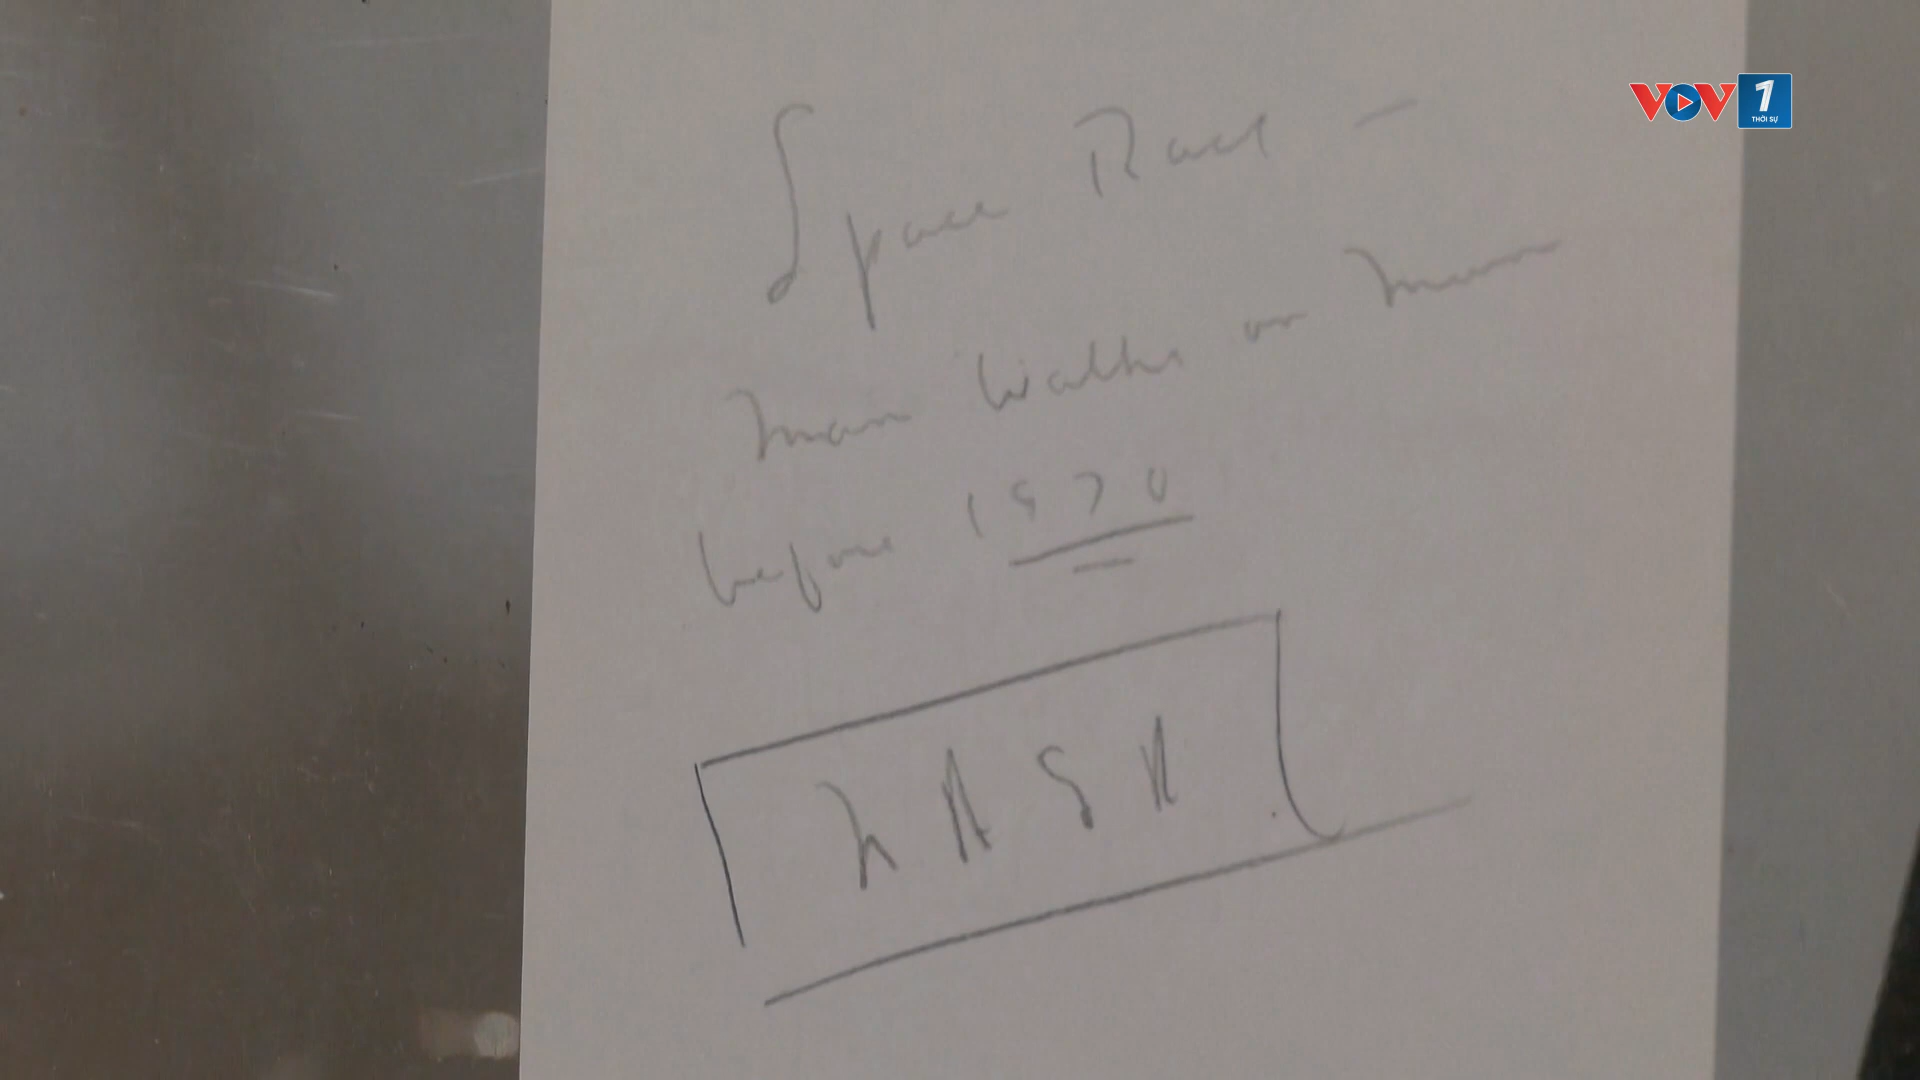 VOV 1
THỜI SỰ
Space Race -
Man Walks on Moon
before 1970
NASA